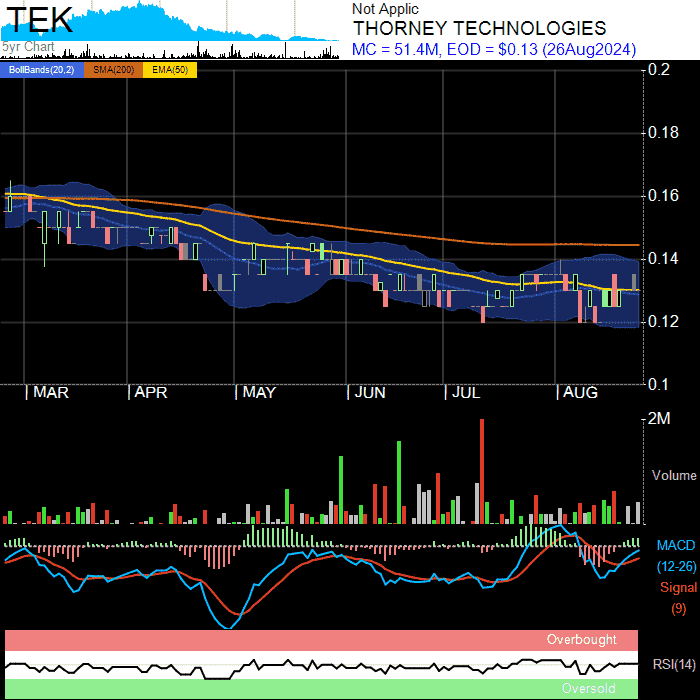 TEK
5yr Chart
Not Applic
THORNEY TECHNOLOGIES
MC = 51.4M, EOD = $0.13 (26Aug2024)
BollBands(20,2) SMA(200) EMA(50)
0.2
0.18
0.16
0.14
0.12
0.1
MAR APR MAY JUN JUL AUG
2M
Volume
MACD
(12-26)
Signal
(9)
Overbought
RSI(14)
Oversold